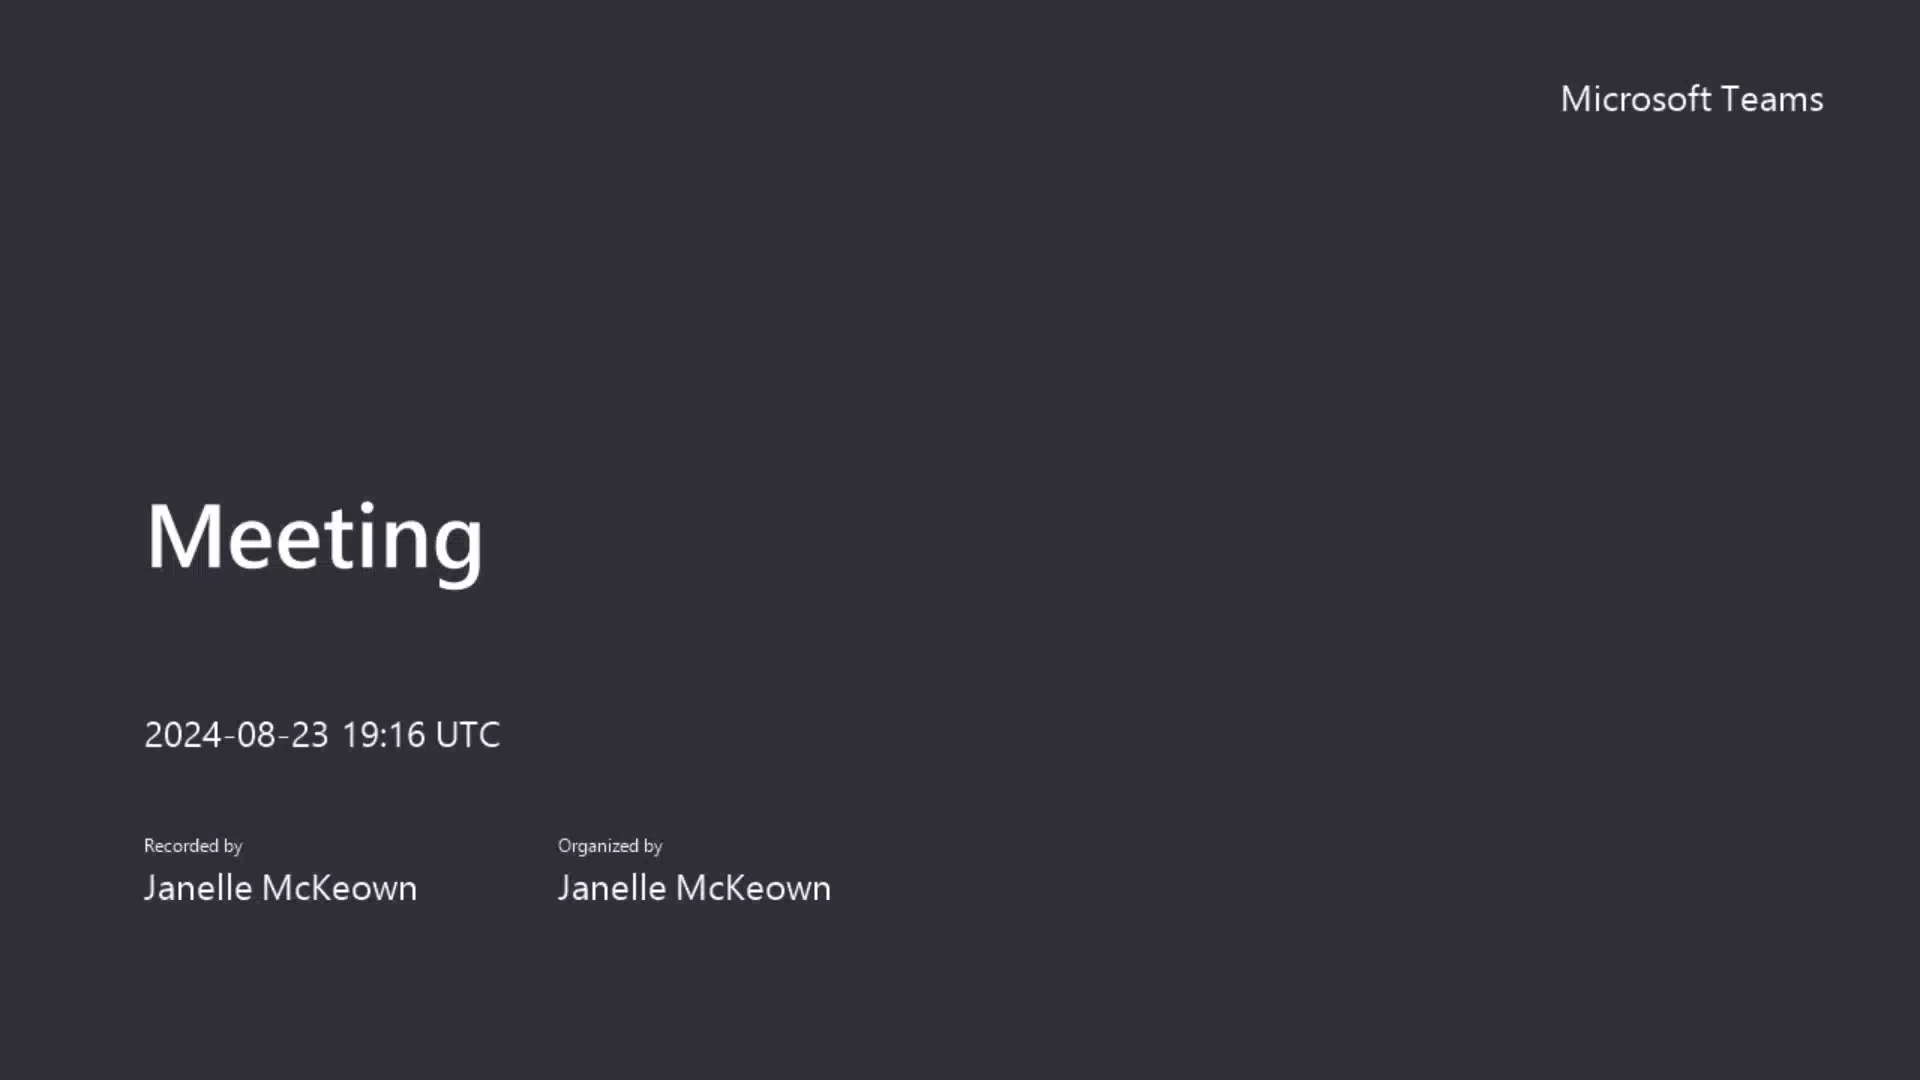 Microsoft Teams
Meeting
2024-08-23 19:16 UTC
Recorded by
Janelle McKeown
Organized by
Janelle McKeown